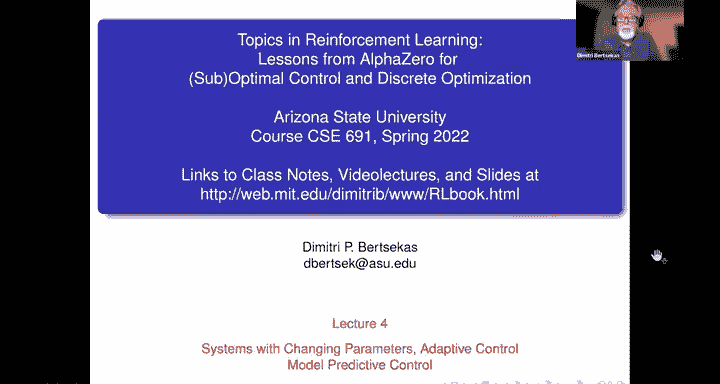 Topics in Reinforcement Learning:
Lessons from AlphaZero for
(Sub)Optimal Control and Discrete Optimization
Arizona State University
Course CSE 691, Spring 2022
Links to Class Notes, Videolectures, and Slides at
http://web.mit.edu/dimitrib/www/RLbook.html
Dimitri Bertsekas
Dimitri P. Bertsekas
dbertsek@asu.edu
Lecture 4
Systems with Changing Parameters, Adaptive Control
Model Predictive Control